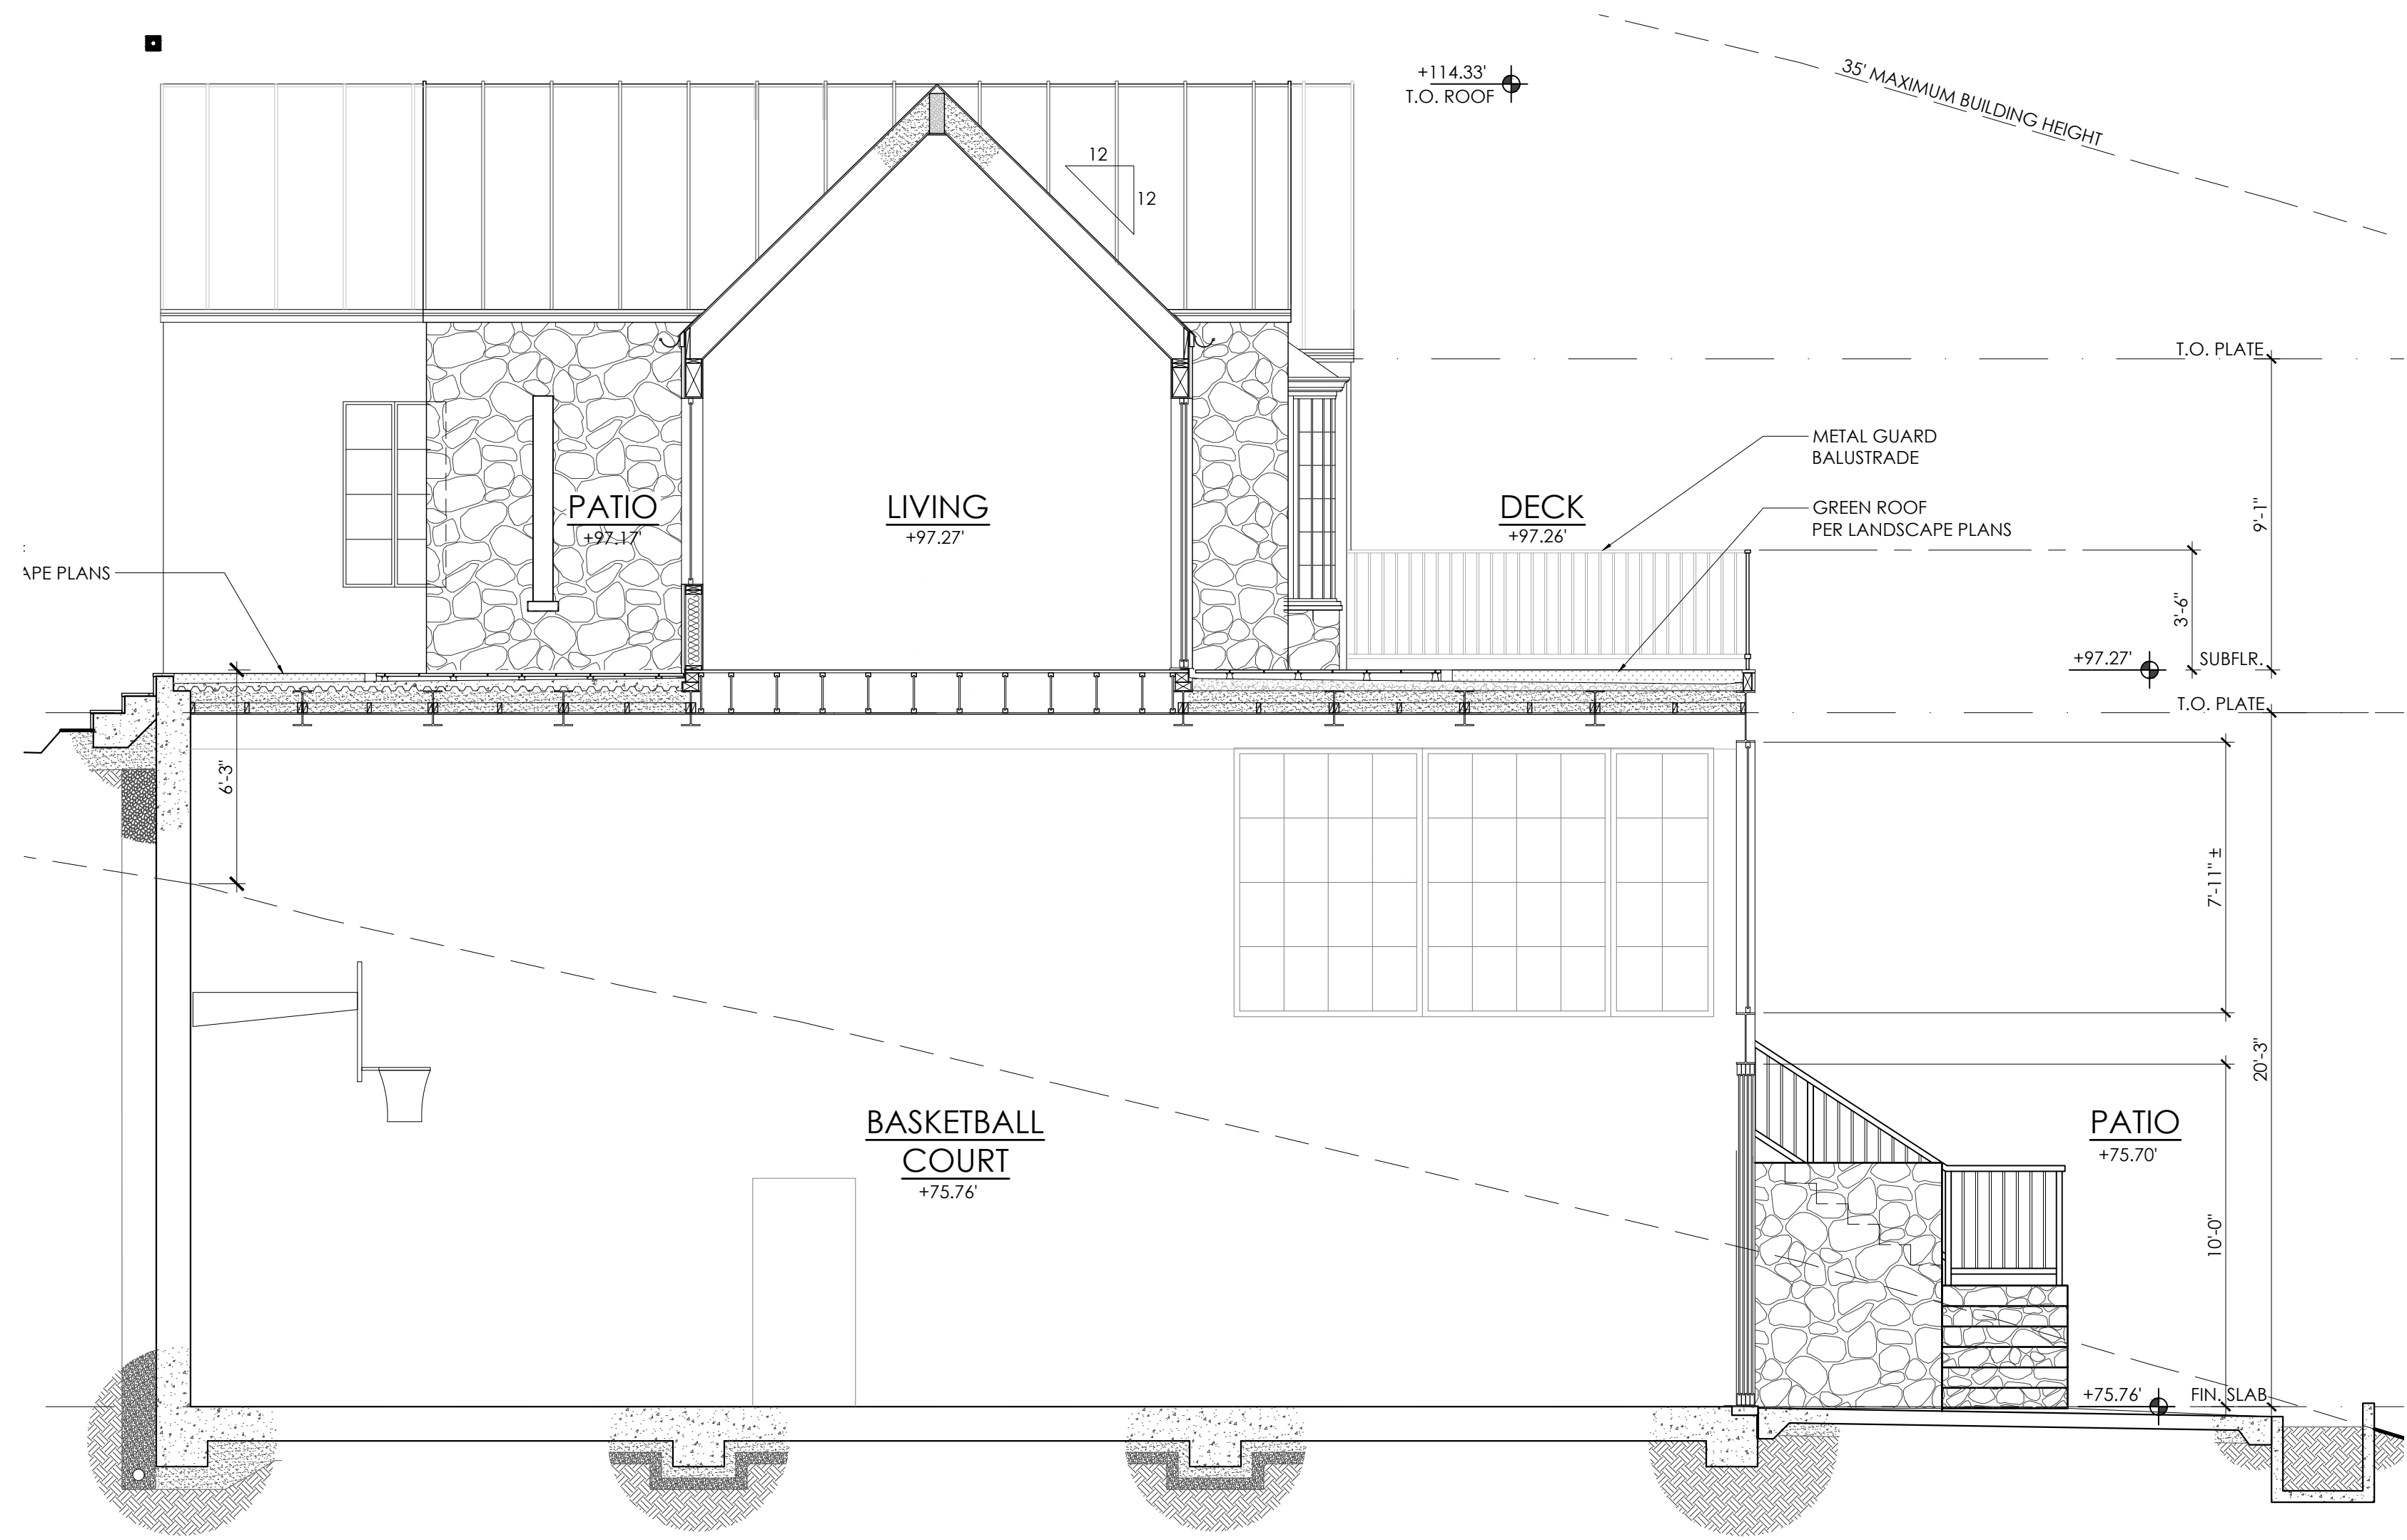 +114.33'
T.O. ROOF
35' MAXIMUM BUILDING HEIGHT
12
12
T.O. PLATE
METAL GUARD
BALUSTRADE
GREEN ROOF
PER LANDSCAPE PLANS
9'-1"
3'-6"
PATIO
+97.17'
LIVING
+97.27'
DECK
+97.26'
APE PLANS
+97.27'
SUBFLR.
T.O. PLATE
6'-3"
7'-11" ±
20'-3"
10'-0"
BASKETBALL
COURT
+75.76'
PATIO
+75.70'
+75.76'
FIN. SLAB